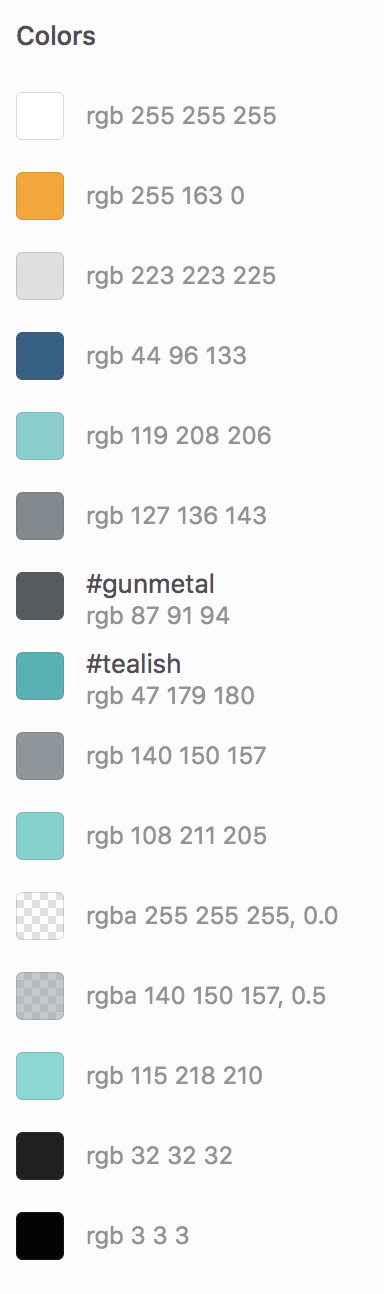 Colors
rgb 255 255 255
rgb 255 163 0
rgb 223 223 225
rgb 44 96 133
rgb 119 208 206
rgb 127 136 143
#gunmetal
rgb 87 91 94
#tealish
rgb 47 179 180
rgb 140 150 157
rgb 108 211 205
rgba 255 255 255, 0.0
rgba 140 150 157, 0.5
rgb 115 218 210
rgb 32 32 32
rgb 3 3 3